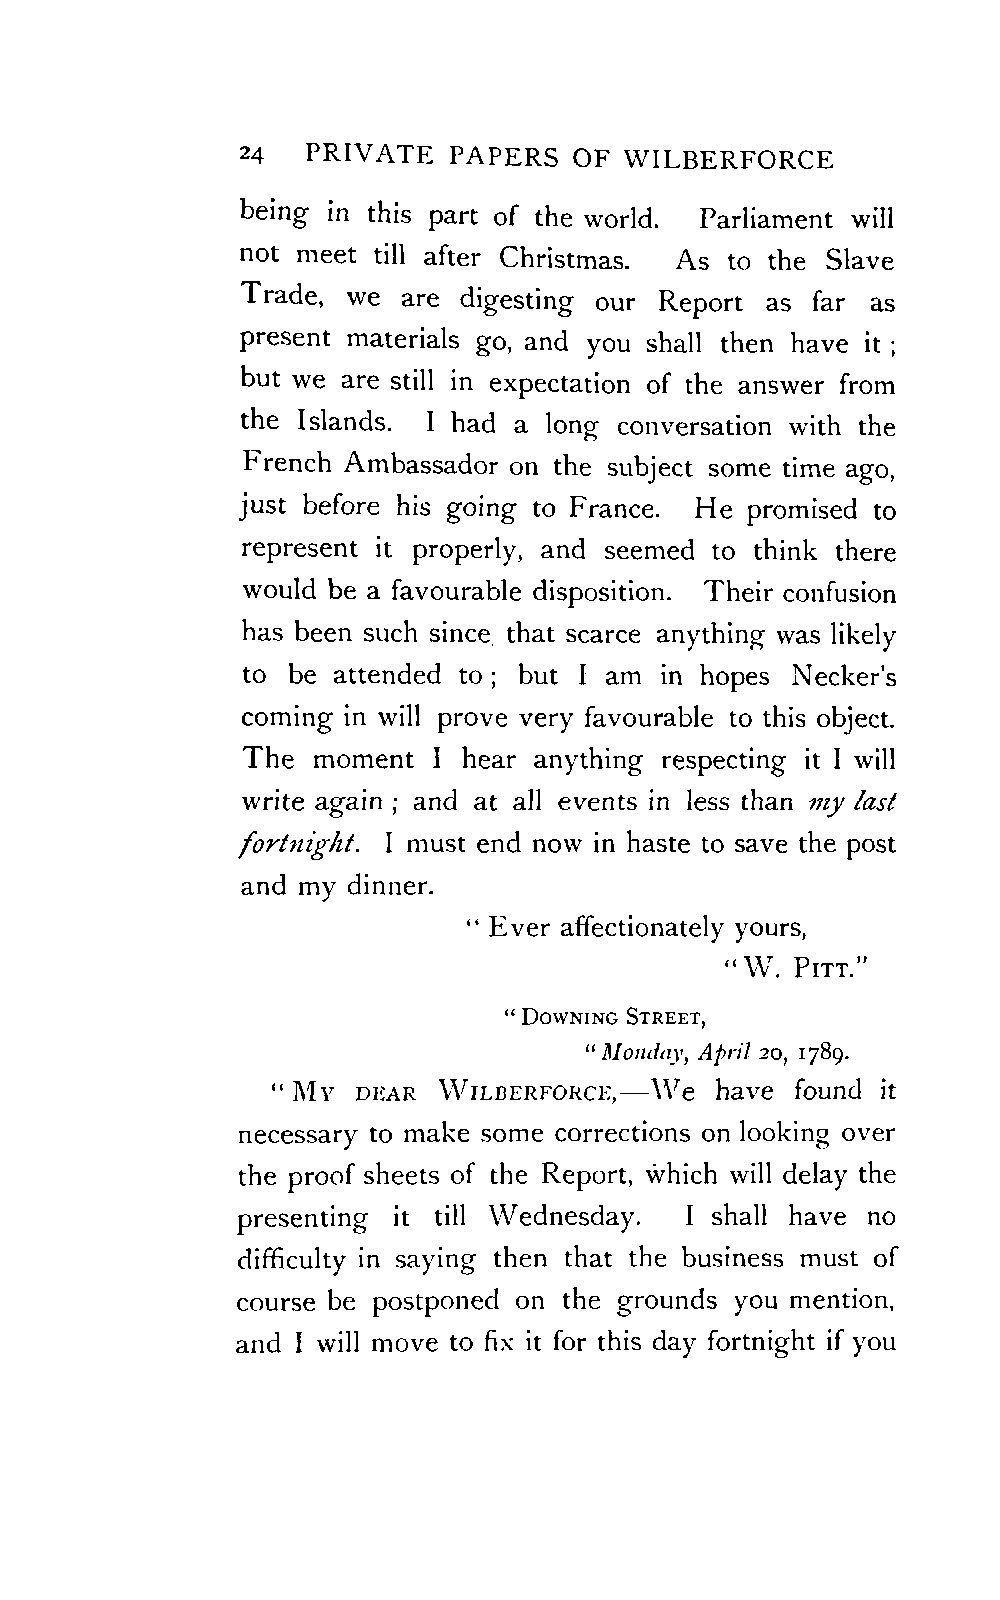 24 PRIVATE PAPERS OF WILBERFORCE
being in this part of the world. Parliament will
not meet till after Christmas. As to the Slave
Trade, we are digesting our Report as far as
present materials go, and you shall then have it ;
but we are still in expectation of the answer from
the Islands. I had a long conversation with the
French Ambassador on the subject some time ago,
just before his going to France. He promised to
represent it properly, and seemed to think there
would be a favourable disposition. Their confusion
has been such since that scarce anything was likely
to be attended to ; but I am in hopes Necker's
coming in will prove very favourable to this object.
The moment I hear anything respecting it I will
write again ; and at all events in less than my last
fortnight. I must end now in haste to save the post
and my dinner.
" Ever affectionately yours,
" W. PITT."
" DOWNING STREET,
" Monday, April 20, 1789.
" MY DEAR WILBERFORCE,—We have found it
necessary to make some corrections on looking over
the proof sheets of the Report, which will delay the
presenting it till Wednesday. I shall have no
difficulty in saying then that the business must of
course be postponed on the grounds you mention,
and I will move to fix it for this day fortnight if you